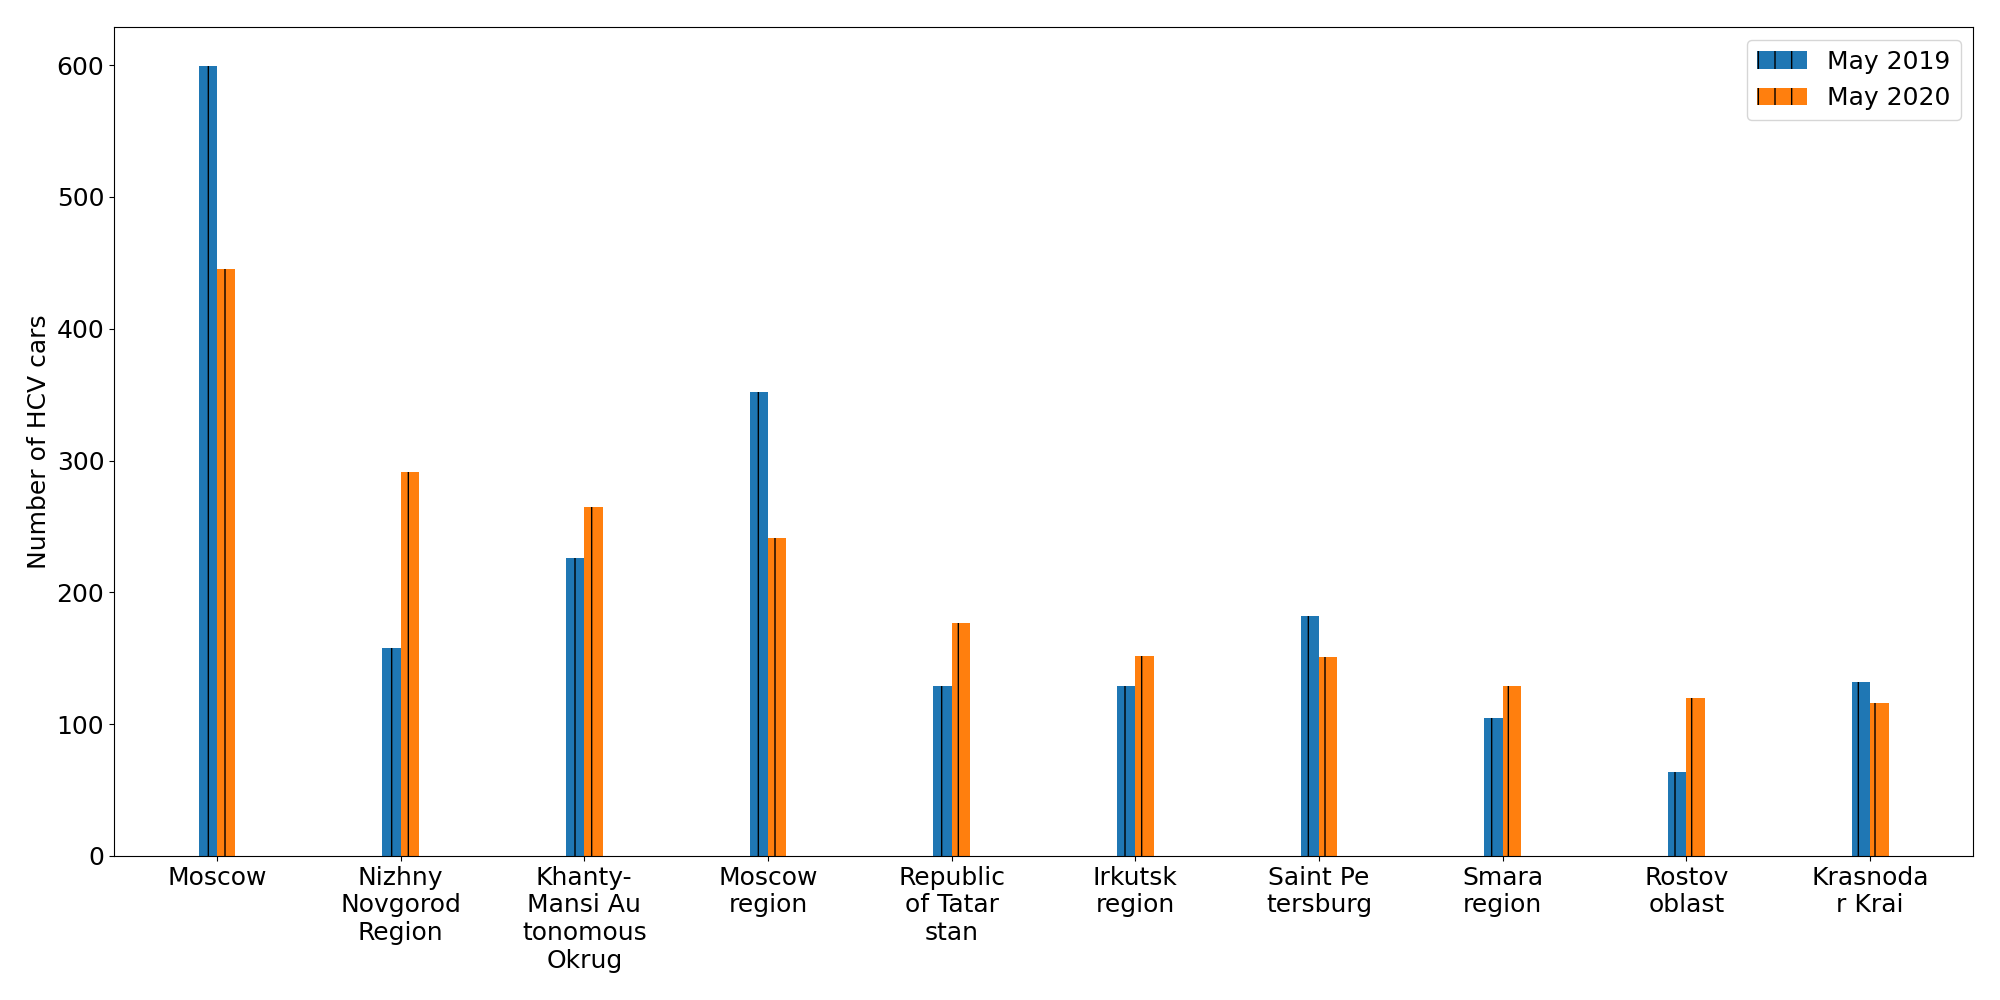 May 2019
May 2020
Number of HCV cars
600
500
400
300
200
100
0
Moscow
Nizhny
Novgorod
Region
Khanty-
Mansi Au
tonomous
Okrug
Moscow
region
Republic
of Tatar
stan
Irkutsk
region
Saint Pe
tersburg
Smara
region
Rostov
oblast
Krasnoda
r Krai